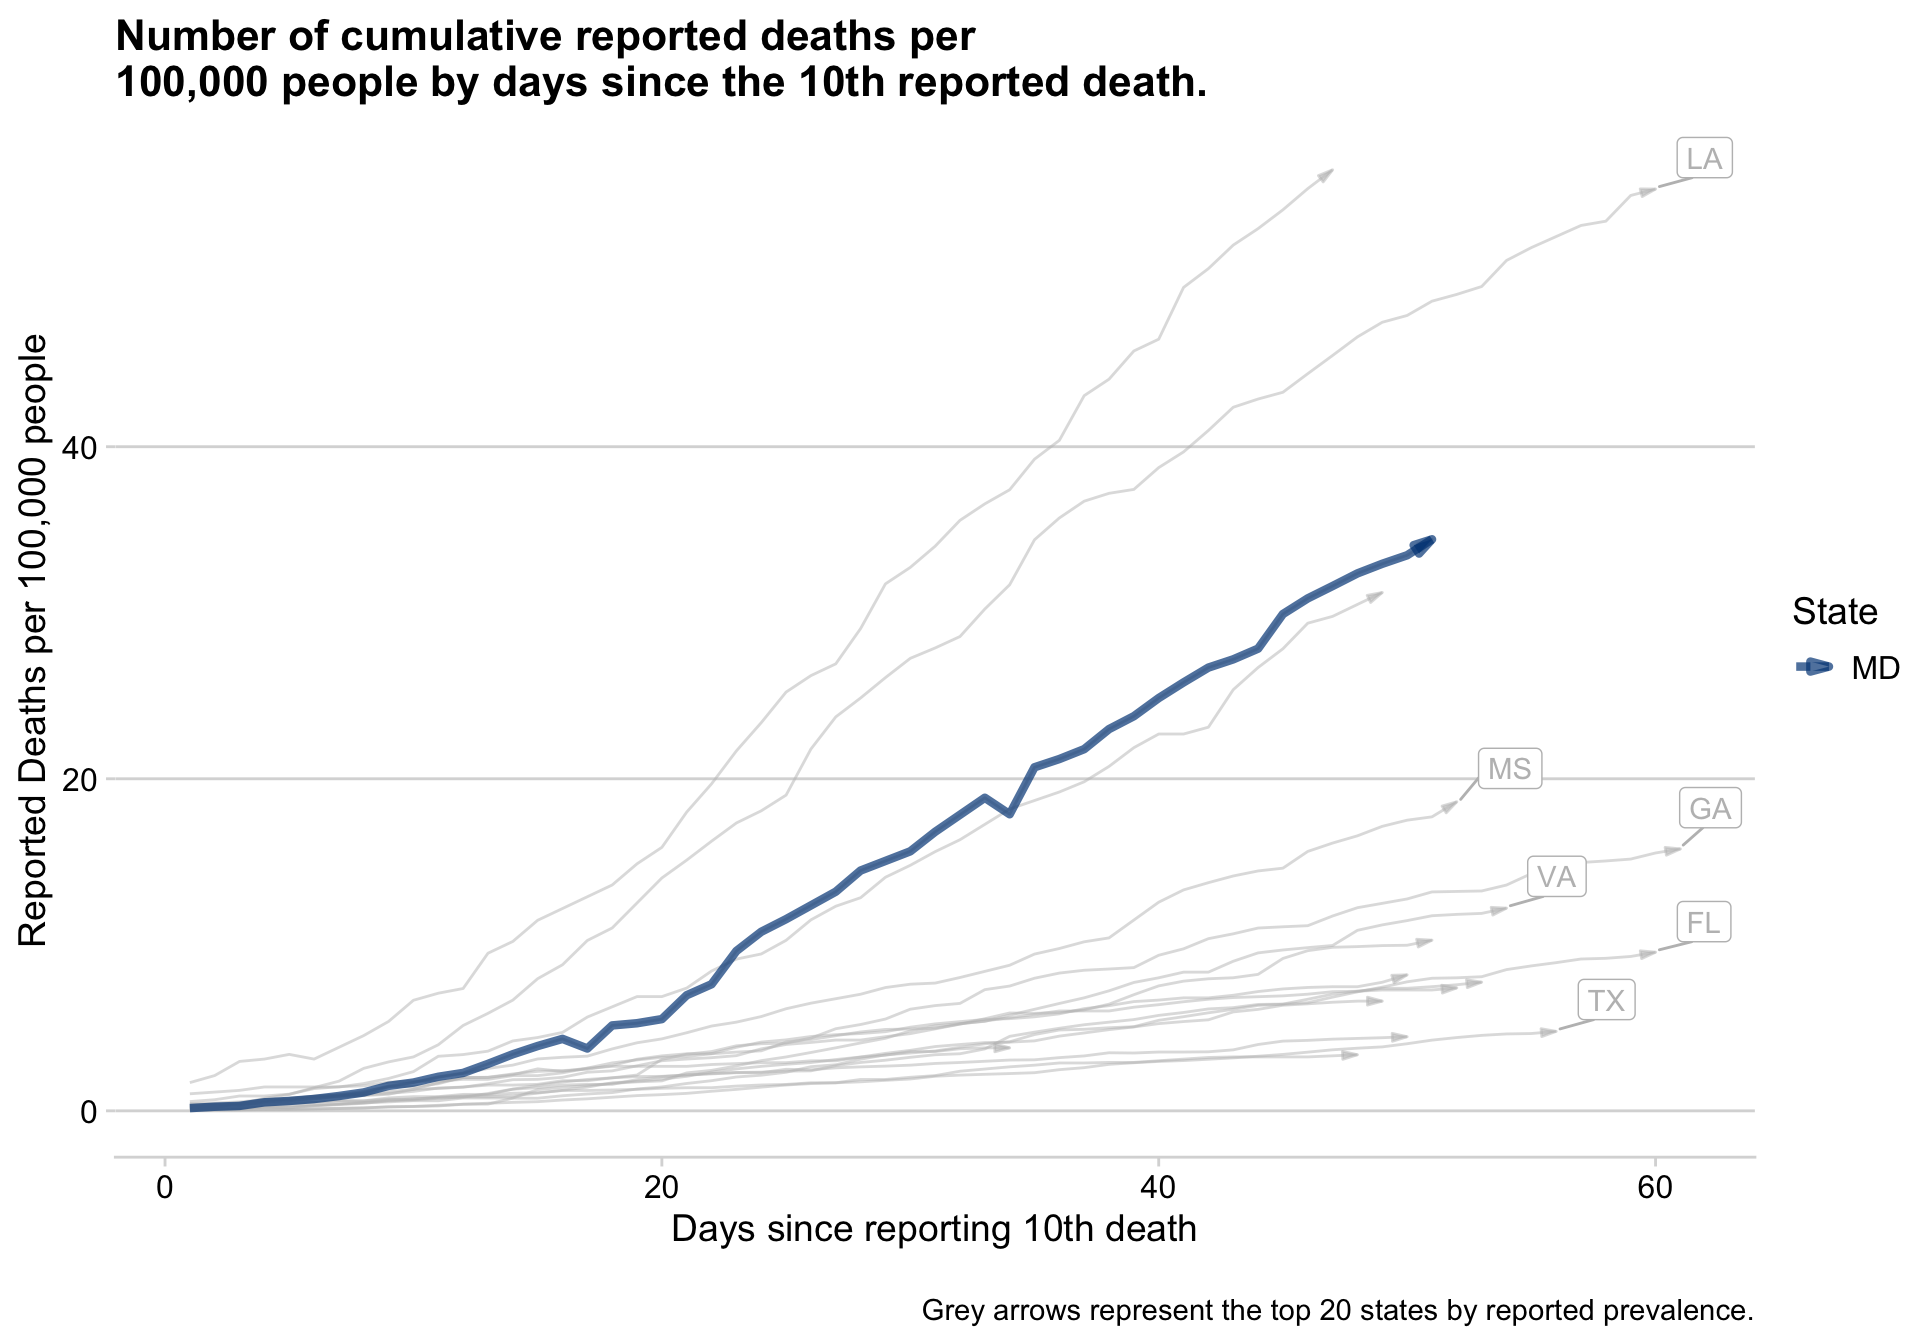 Number of cumulative reported deaths per
100,000 people by days since the 10th reported death.
LA
40
MS
20
GA
VA
FL
TX
0
Reported Deaths per 100,000 people
State
MD
0 20 40 60
Days since reporting 10th death
Grey arrows represent the top 20 states by reported prevalence.